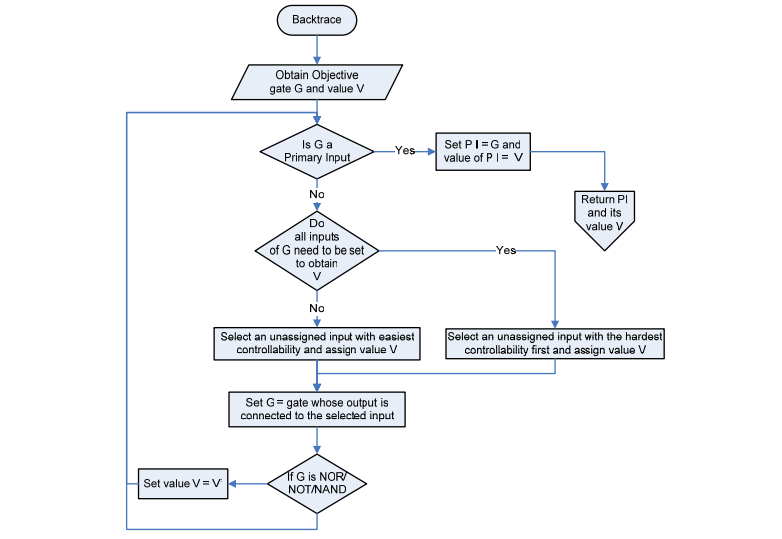 Backtrace
Obtain Objective
gate G and value V
Is G a
Primary Input
Yes
Set P I = G and
value of P I = V
Return PI
and its
value V
No
Do
all inputs
of G need to be set
to obtain
V
Yes
No
Select an unassigned input with easiest
controllability and assign value V
Select an unassigned input with the hardest
controllability first and assign value V
Set G = gate whose output is
connected to the selected input
If G is NOR/
NOT/NAND
Set value V = V'